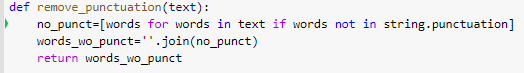 def remove_punctuation(text):
    no_punct=[words for words in text if words not in string.punctuation]
    words_wo_punct=''.join(no_punct)
    return words_wo_punct